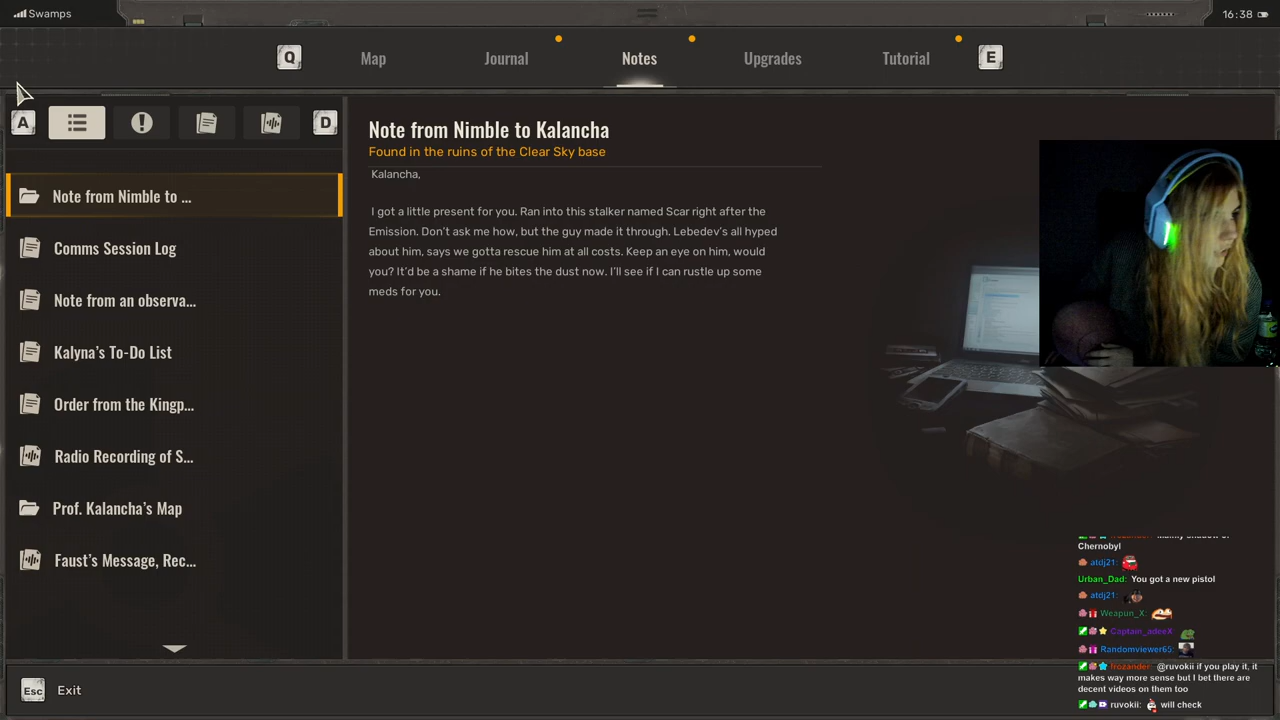 Swamps
16:38
Q
Map
Journal
Notes
Upgrades
Tutorial
E
A
D
Note from Nimble to ...
Comms Session Log
Note from an observa...
Kalyna's To-Do List
Order from the Kingp...
Radio Recording of S...
Prof. Kalancha's Map
Faust's Message, Rec...
Note from Nimble to Kalancha
Found in the ruins of the Clear Sky base
Kalancha,
I got a little present for you. Ran into this stalker named Scar right after the
Emission. Don't ask me how, but the guy made it through. Lebedev's all hyped
about him, says we gotta rescue him at all costs. Keep an eye on him, would
you? It'd be a shame if he bites the dust now. I'll see if I can rustle up some
meds for you.
Chernobyl
atdj21:
Urban_Dad: You got a new pistol
atdj21:
Weapun_X:
Captain_adeeX
Randomviewer65:
frozander: @ruvokii if you play it, it
makes way more sense but I bet there are
decent videos on them too
ruvokii: will check
Esc Exit